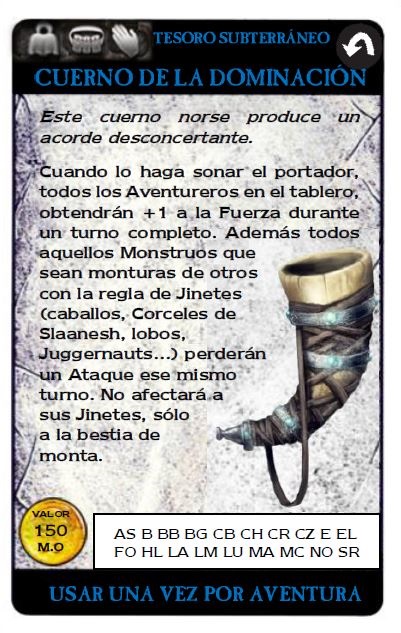 TESORO SUBTERRÁNEO
CUERNO DE LA DOMINACIÓN
Este cuerno norse produce un
acorde desconcertante.
Cuando lo haga sonar el portador,
todos los Aventureros en el tablero,
obtendrán +1 a la Fuerza durante
un turno completo. Además todos
aquellos Monstruos que
sean monturas de otros
con la regla de Jinetes
(caballos, Corceles de
Slaanesh, lobos,
Juggernauts...) perderán
un Ataque ese mismo
turno. No afectará a
sus Jinetes, sólo
a la bestia de
monta.
VALOR
150
M.O
AS B BB BG CB CH CR CZ E EL
FO HL LA LM LU MA MC NO SR
USAR UNA VEZ POR AVENTURA